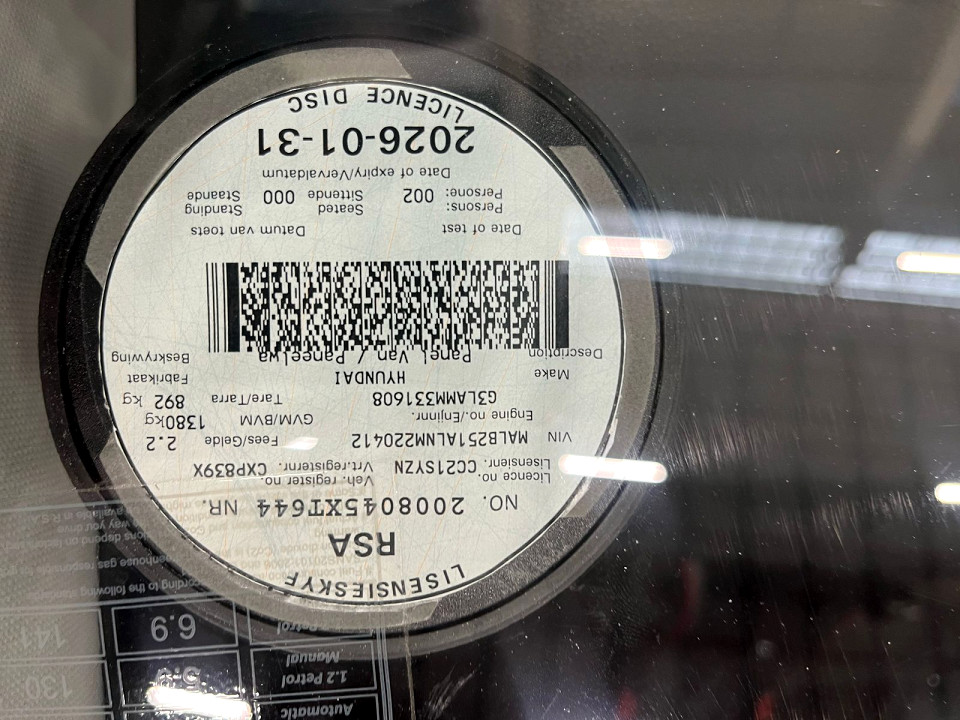 LISENSIESKYF
RSA
NO. 2008045XT644 NR.
Licence no. Veh. register no.
Lisensienr. CC21SYZN Vrt.registernr. CXP839X
VIN MALB251ALNM220412 Fees/Gelde 2.2
Engine no./Enjinnr. GVM/BVM 1380kg
G3LAMM331608 Tare/Tarra 892 kg
Make HYUNDAI Fabrikaat
Description Panel Van / Paneelwa Beskrywing
Date of test Datum van toets
Persons: 002 Seated 000 Standing
Persone: Sittende Staande
Date of expiry/Vervaldatum
2026-01-31
LICENCE DISC
Automatic
1.2 Petrol
Manual
130
Petrol
6.9